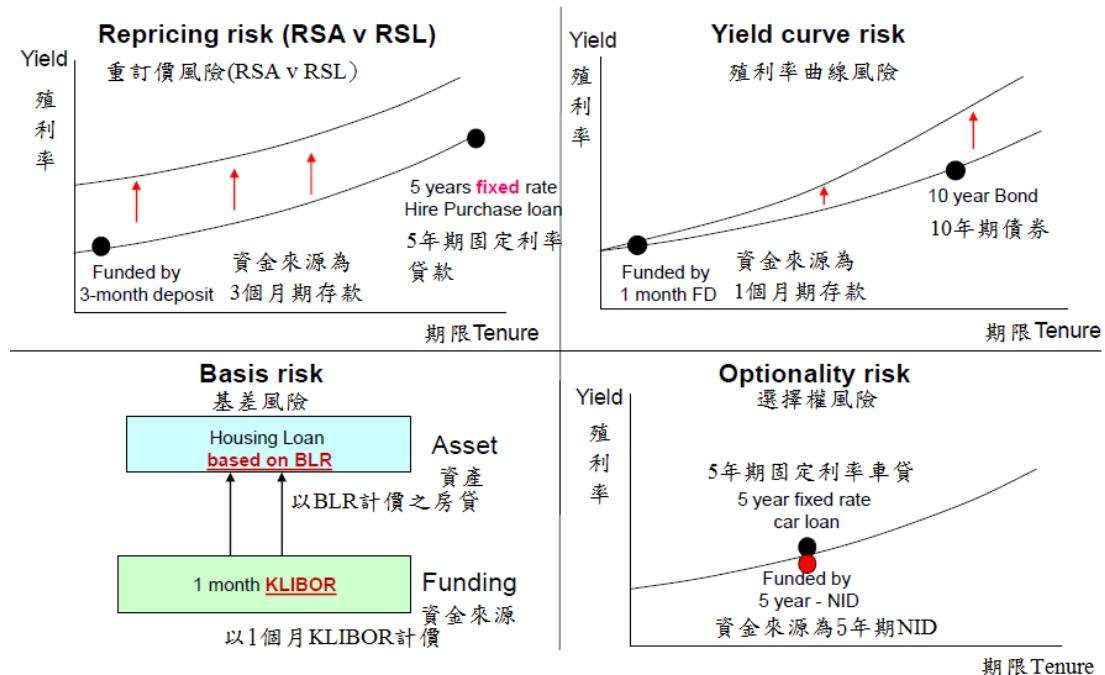 Repricing risk (RSA v RSL)
重訂價風險(RSA v RSL)
Yield
殖
利
率
5 years fixed rate
Hire Purchase loan
5年期固定利率
貸款
Funded by
3-month deposit
資金來源為
3個月期存款
期限Tenure
Yield curve risk
殖利率曲線風險
Yield
殖
利
率
10 year Bond
10年期債券
Funded by
1 month FD
資金來源為
1個月期存款
期限Tenure
Basis risk
基差風險
Housing Loan
based on BLR
Asset
資產
以BLR計價之房貸
1 month KLIBOR
Funding
資金來源
以1個月KLIBOR計價
Optionality risk
選擇權風險
Yield
殖
利
率
5年期固定利率車貸
5 year fixed rate
car loan
Funded by
5 year - NID
資金來源為5年期NID
期限Tenure